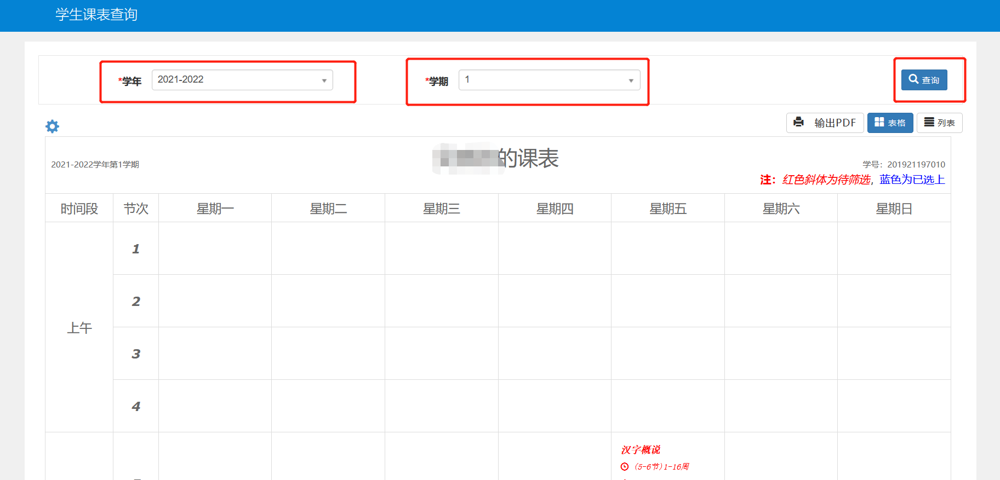 学生课表查询
*学年 2021-2022 *学期 1 查询
输出PDF 表格 列表
的课表
2021-2022学年第1学期 学号：201921197010
注：红色斜体为待筛选，蓝色为已选上
时间段 节次 星期一 星期二 星期三 星期四 星期五 星期六 星期日
1
2
上午
3
4
汉字概说
(5-6节)1-16周